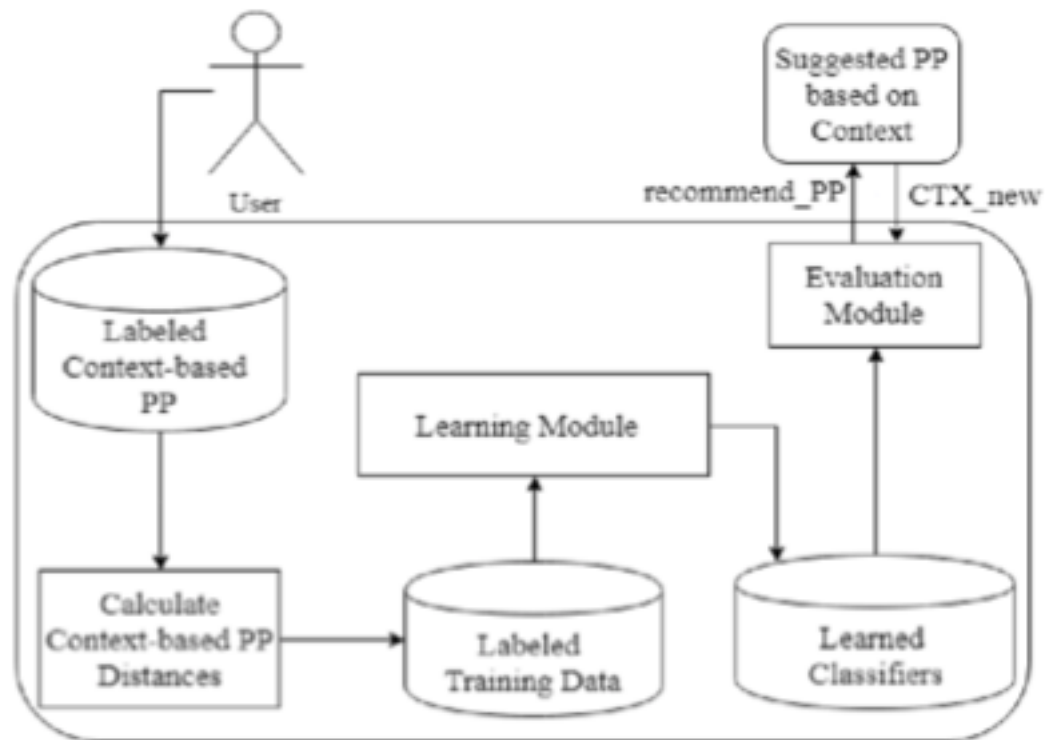 User
Suggested PP
based on
Context
recommend_PP
CTX_new
Labeled
Context-based
PP
Evaluation
Module
Learning Module
Calculate
Context-based PP
Distances
Labeled
Training Data
Learned
Classifiers